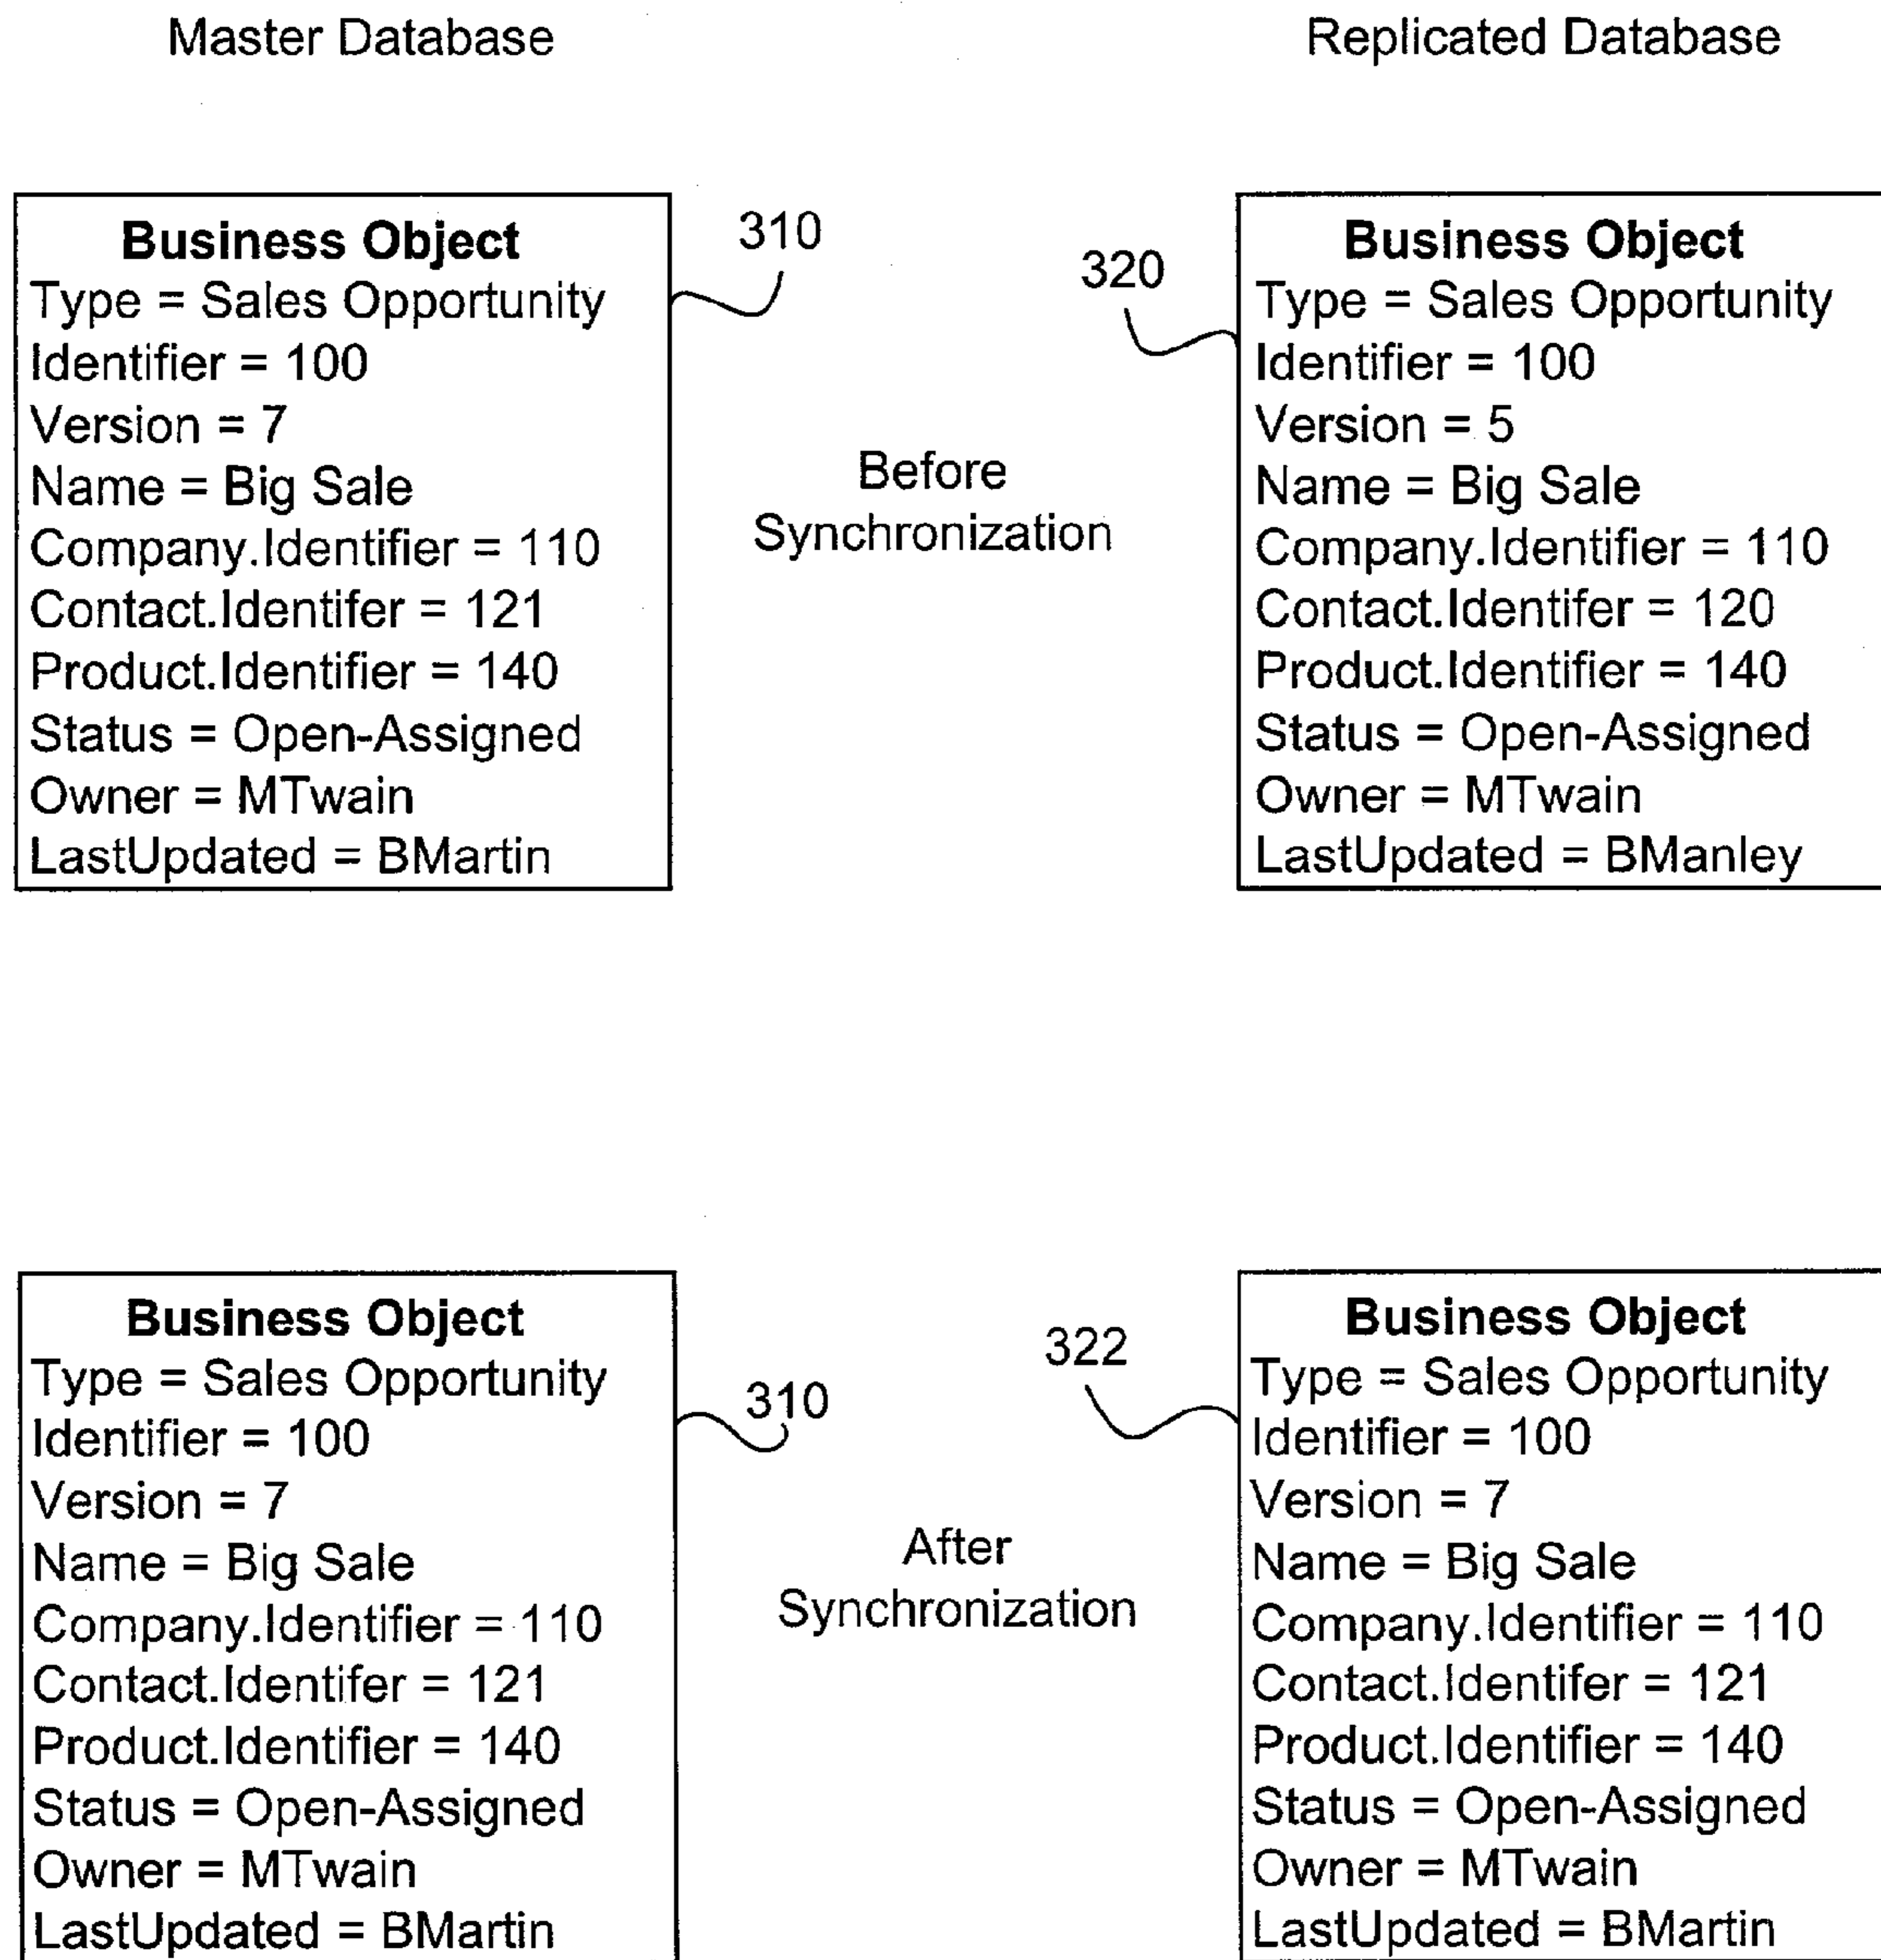 Master Database
Replicated Database
Business Object
Type = Sales Opportunity
Identifier = 100
Version = 7
Name = Big Sale
Company.Identifier = 110
Contact.Identifer = 121
Product.Identifier = 140
Status = Open-Assigned
Owner = MTwain
LastUpdated = BMartin
310
Before
Synchronization
320
Business Object
Type = Sales Opportunity
Identifier = 100
Version = 5
Name = Big Sale
Company.Identifier = 110
Contact.Identifer = 120
Product.Identifier = 140
Status = Open-Assigned
Owner = MTwain
LastUpdated = BManley
Business Object
Type = Sales Opportunity
Identifier = 100
Version = 7
Name = Big Sale
Company.Identifier = 110
Contact.Identifer = 121
Product.Identifier = 140
Status = Open-Assigned
Owner = MTwain
LastUpdated = BMartin
310
After
Synchronization
322
Business Object
Type = Sales Opportunity
Identifier = 100
Version = 7
Name = Big Sale
Company.Identifier = 110
Contact.Identifer = 121
Product.Identifier = 140
Status = Open-Assigned
Owner = MTwain
LastUpdated = BMartin